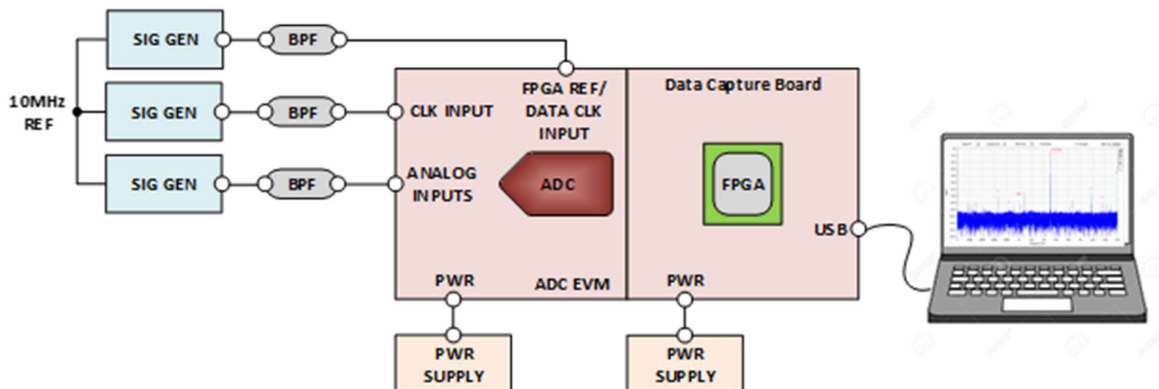 SIG GEN
BPF
10MHz
REF
SIG GEN
BPF
SIG GEN
BPF
FPGA REF/
DATA CLK
INPUT
CLK INPUT
ANALOG
INPUTS
ADC
PWR
ADC EVM
Data Capture Board
FPGA
USB
PWR
PWR
SUPPLY
PWR
SUPPLY